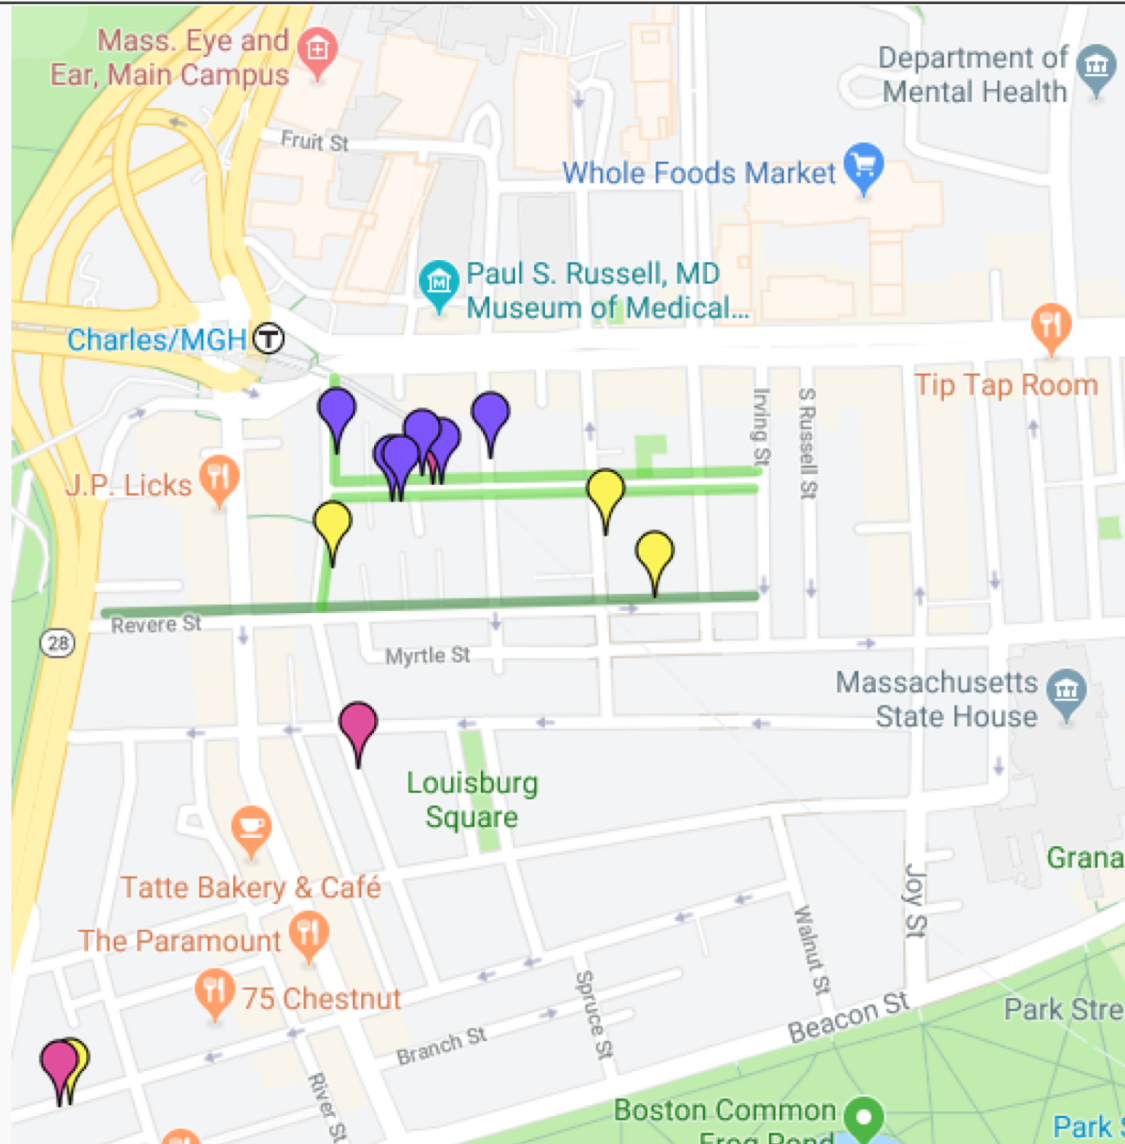 Mass. Eye and
Ear, Main Campus
Department of
Mental Health
Fruit St
Whole Foods Market
Paul S. Russell, MD
Museum of Medical...
Charles/MGH
T
Tip Tap Room
Irving St
S Russell St
J.P. Licks
Revere St
28
Myrtle St
Massachusetts
State House
Louisburg
Square
Grana
Tatte Bakery & Café
Joy St
The Paramount
Walnut St
75 Chestnut
Spruce St
Park Stre
Beacon St
Branch St
River St
Boston Common
Frog Pond
Park S